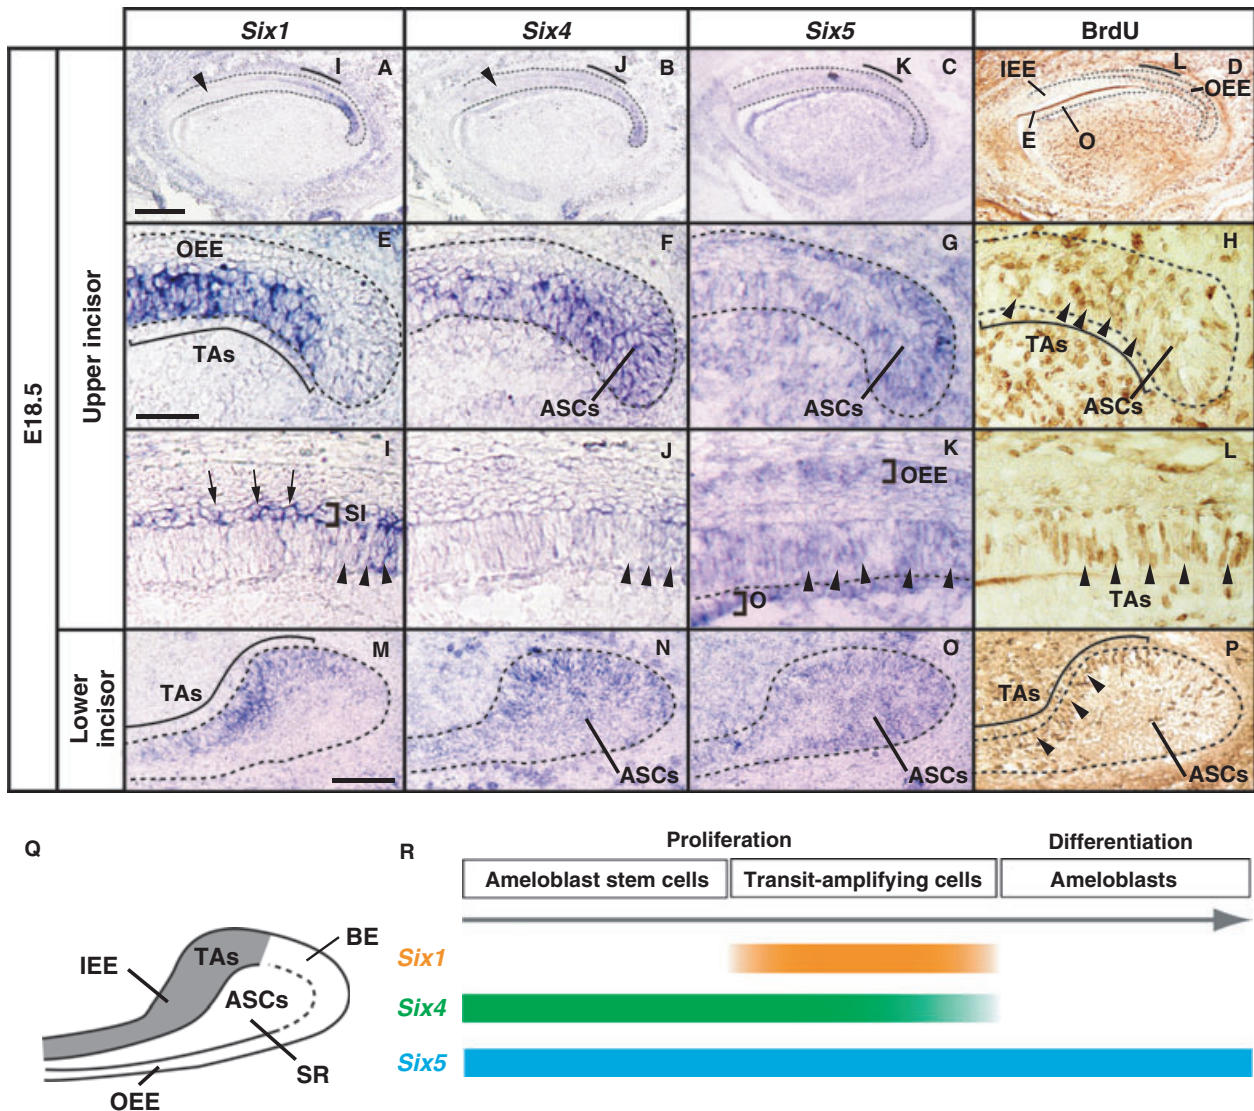 Six1 Six4 Six5 BrdU
E18.5
Upper incisor
I A J B K C L D
IEE OEE
E O
E F G H
OEE
TAs TAs
ASCs ASCs
I J K L
OEE
SI
O TAs
Lower incisor
M N O P
TAs TAs
ASCs ASCs ASCs
Q
BE
TAs
IEE
ASCs
SR
OEE
R
Proliferation Differentiation
Ameloblast stem cells Transit-amplifying cells Ameloblasts
Six1
Six4
Six5